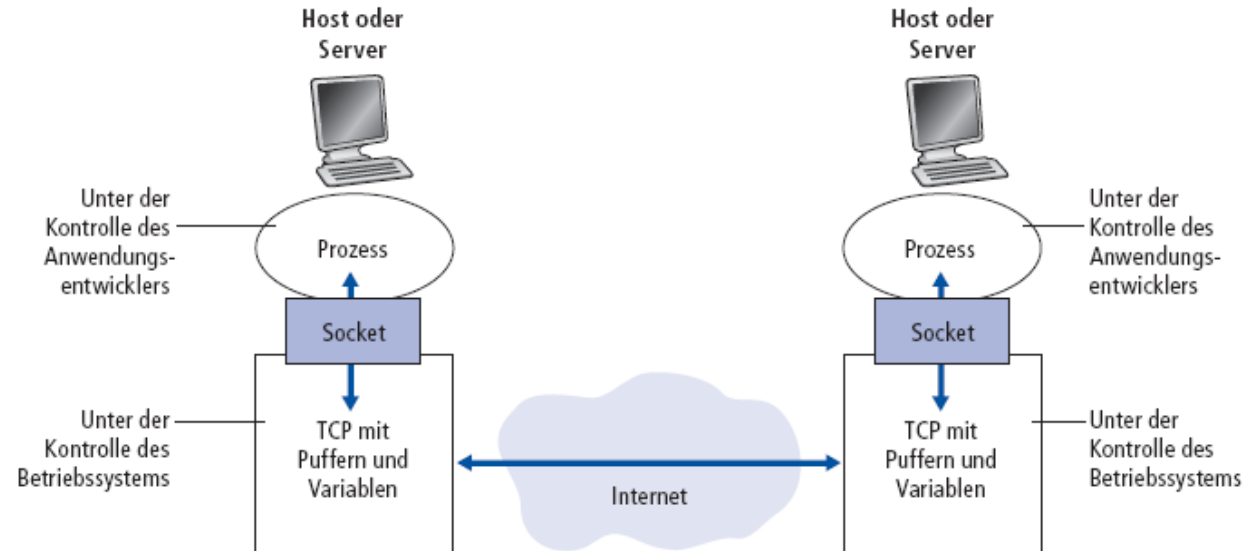 Host oder
Server
Host oder
Server
Unter der
Kontrolle des
Anwendungs-
entwicklers
Prozess
Prozess
Unter der
Kontrolle des
Anwendungs-
entwicklers
Socket
Socket
Unter der
Kontrolle des
Betriebssystems
TCP mit
Puffern und
Variablen
Internet
TCP mit
Puffern und
Variablen
Unter der
Kontrolle des
Betriebssystems